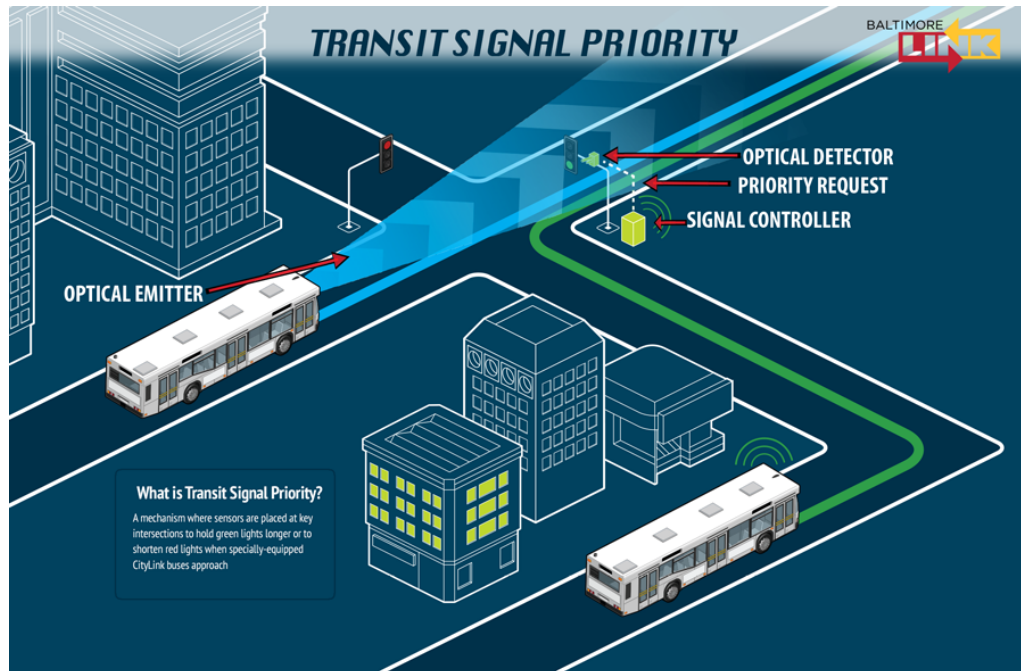 TRANSIT SIGNAL PRIORITY
BALTIMORE
LINK
OPTICAL DETECTOR
PRIORITY REQUEST
SIGNAL CONTROLLER
OPTICAL EMITTER
What is Transit Signal Priority?
A mechanism where sensors are placed at key
intersections to hold green lights longer or to
shorten red lights when specially-equipped
CityLink buses approach